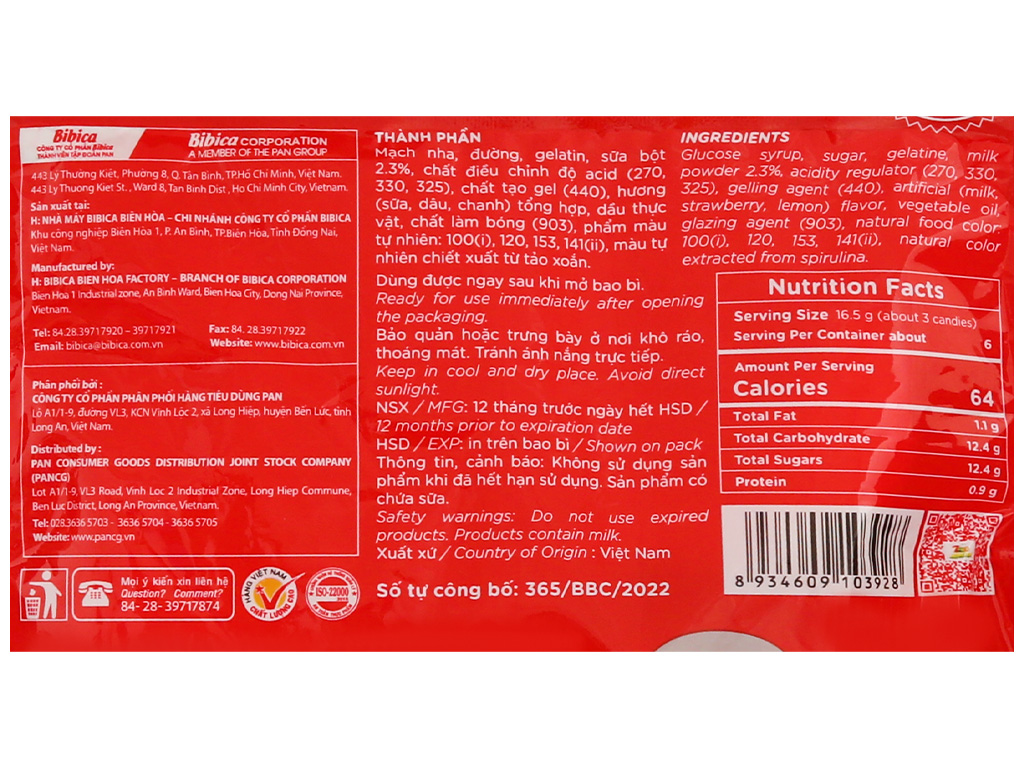 Bibica
CÔNG TY CỔ PHẦN Bibica
THÀNH VIÊN TẬP ĐOÀN PAN
Bibica CORPORATION
A MEMBER OF THE PAN GROUP
443 Lý Thường Kiệt, Phường 8, Q. Tân Bình, TP.Hồ Chí Minh, Việt Nam.
443 Ly Thuong Kiet St., Ward 8, Tan Binh Dist, Ho Chi Minh City, Vietnam.
Sản xuất tại:
H: NHÀ MÁY BIBICA BIÊN HÒA – CHI NHÁNH CÔNG TY CỔ PHẦN BIBICA
Khu công nghiệp Biên Hòa 1, P. An Bình, TP.Biên Hòa, Tỉnh Đồng Nai,
Việt Nam.
Manufactured by:
H: BIBICA BIEN HOA FACTORY – BRANCH OF BIBICA CORPORATION
Bien Hoa 1 Industrial zone, An Binh Ward, Bien Hoa City, Dong Nai Province,
Vietnam.
Tel: 84.28.39717920 – 39717921 Fax: 84. 28.39717922
Email: bibica@bibica.com.vn Website: www.bibica.com.vn
Phân phối bởi :
CÔNG TY CỔ PHẦN PHÂN PHỐI HÀNG TIÊU DÙNG PAN
Lô A1/1-9, đường VL3, KCN Vĩnh Lộc 2, xã Long Hiệp, huyện Bến Lức, tỉnh
Long An, Việt Nam.
Distributed by :
PAN CONSUMER GOODS DISTRIBUTION JOINT STOCK COMPANY
(PANCG)
Lot A1/1-9, VL3 Road, Vinh Loc 2 Industrial Zone, Long Hiep Commune,
Ben Luc District, Long An Province, Vietnam.
Tel: 028.3636 5703 - 3636 5704 - 3636 5705
Website: www.pancg.vn
Mọi ý kiến xin liên hệ
Question? Comment?
84- 28-39717874
HÀNG VIỆT NAM
CHẤT LƯỢNG CAO
ISO-22000
THÀNH PHẦN
Mạch nha, đường, gelatin, sữa bột
2.3%, chất điều chỉnh độ acid (270,
330, 325), chất tạo gel (440), hương
(sữa, dâu, chanh) tổng hợp, dầu thực
vật, chất làm bóng (903), phẩm màu
tự nhiên: 100(i), 120, 153, 141(ii), màu tự
nhiên chiết xuất từ tảo xoắn.
Dùng được ngay sau khi mở bao bì.
Ready for use immediately after opening
the packaging.
Bảo quản hoặc trưng bày ở nơi khô ráo,
thoáng mát. Tránh ánh nắng trực tiếp.
Keep in cool and dry place. Avoid direct
sunlight.
NSX / MFG: 12 tháng trước ngày hết HSD /
12 months prior to expiration date
HSD / EXP: in trên bao bì / Shown on pack
Thông tin, cảnh báo: Không sử dụng sản
phẩm khi đã hết hạn sử dụng. Sản phẩm có
chứa sữa.
Safety warnings: Do not use expired
products. Products contain milk.
Xuất xứ / Country of Origin : Việt Nam
Số tự công bố: 365/BBC/2022
INGREDIENTS
Glucose syrup, sugar, gelatine, milk
powder 2.3%, acidity regulator (270, 330,
325), gelling agent (440), artificial (milk,
strawberry, lemon) flavor, vegetable oil,
glazing agent (903), natural food color:
100(i), 120, 153, 141(ii), natural color
extracted from spirulina.
Nutrition Facts
Serving Size 16.5 g (about 3 candies)
Serving Per Container about 6
Amount Per Serving
Calories 64
Total Fat 1.1 g
Total Carbohydrate 12.4 g
Total Sugars 12.4 g
Protein 0.9 g
8 934609 103928